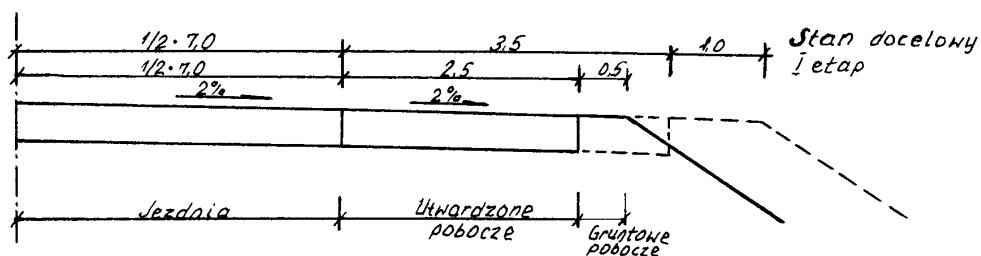 1/2·7,0 3,5 1,0 Stan docelowy
1/2·7,0 2,5 0,5 I etap
2% 2%
Jezdnia Utwardzone pobocze Gruntowe pobocze